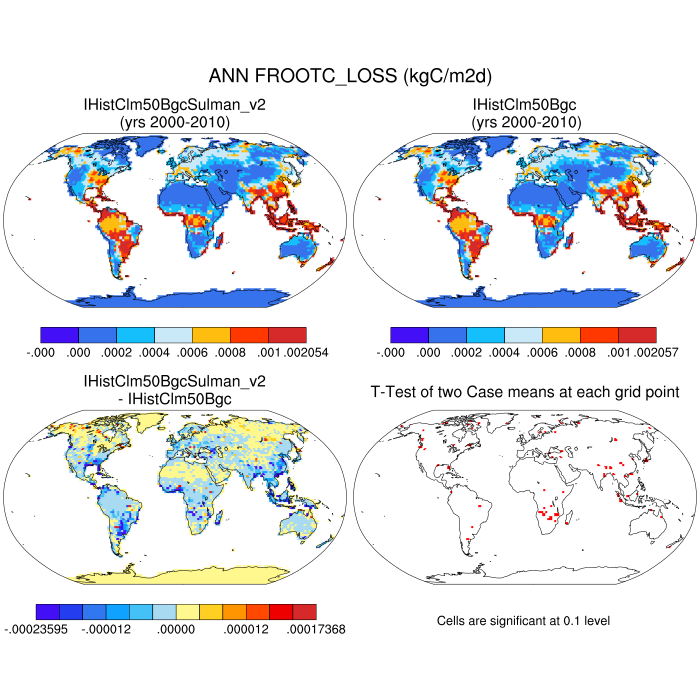 ANN FROOTC_LOSS (kgC/m2d)
IHistClm50BgcSulman_v2
(yrs 2000-2010)
IHistClm50Bgc
(yrs 2000-2010)
-.000 .000 .0002 .0004 .0006 .0008 .001 .002054
-.000 .000 .0002 .0004 .0006 .0008 .001 .002057
IHistClm50BgcSulman_v2
- IHistClm50Bgc
T-Test of two Case means at each grid point
-.00023595 -.000012 .00000 .000012 .00017368
Cells are significant at 0.1 level